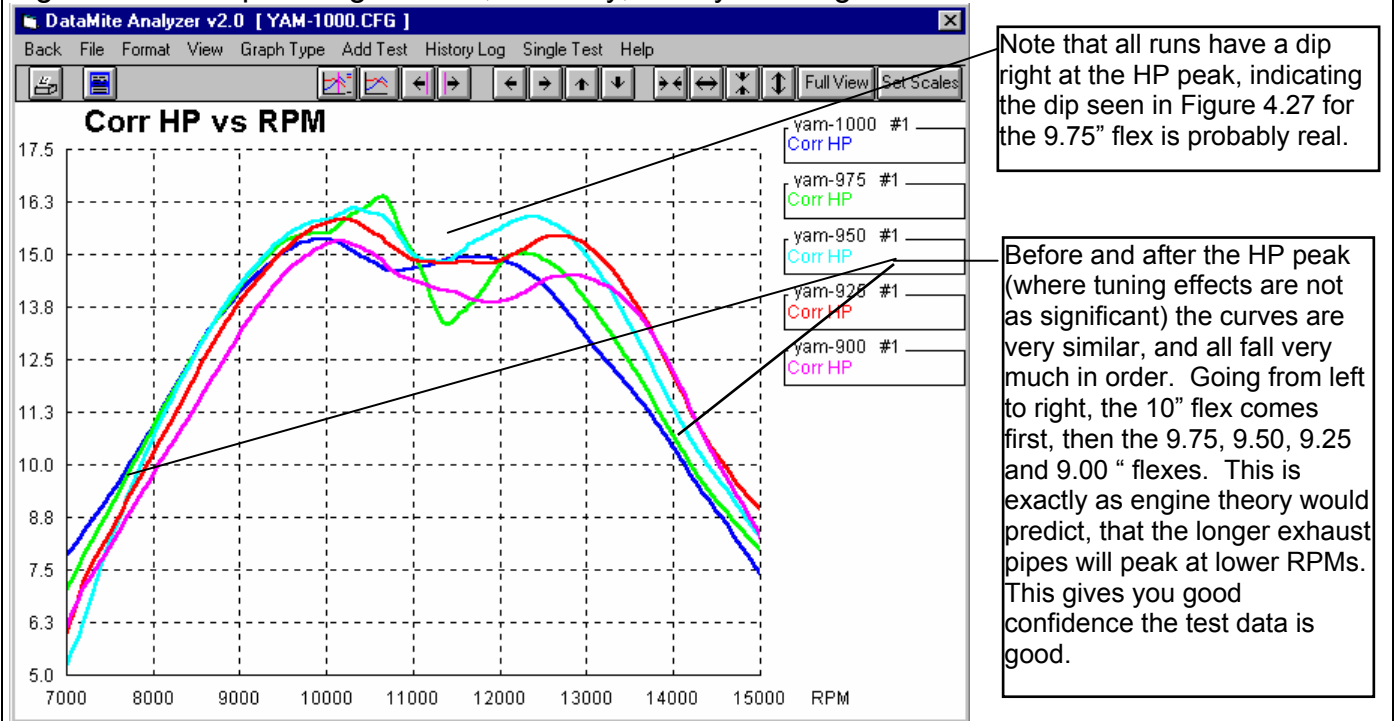 DataMite Analyzer v2.0 [ YAM-1000.CFG ]
Back File Format View Graph Type Add Test History Log Single Test Help
Full View Set Scales
Corr HP vs RPM
17.5
16.3
15.0
13.8
12.5
11.3
10.0
8.8
7.5
6.3
5.0
7000 8000 9000 10000 11000 12000 13000 14000 15000 RPM
yam-1000 #1
Corr HP
yam-975 #1
Corr HP
yam-950 #1
Corr HP
yam-925 #1
Corr HP
yam-900 #1
Corr HP
Note that all runs have a dip
right at the HP peak, indicating
the dip seen in Figure 4.27 for
the 9.75” flex is probably real.
Before and after the HP peak
(where tuning effects are not
as significant) the curves are
very similar, and all fall very
much in order. Going from left
to right, the 10” flex comes
first, then the 9.75, 9.50, 9.25
and 9.00 “ flexes. This is
exactly as engine theory would
predict, that the longer exhaust
pipes will peak at lower RPMs.
This gives you good
confidence the test data is
good.